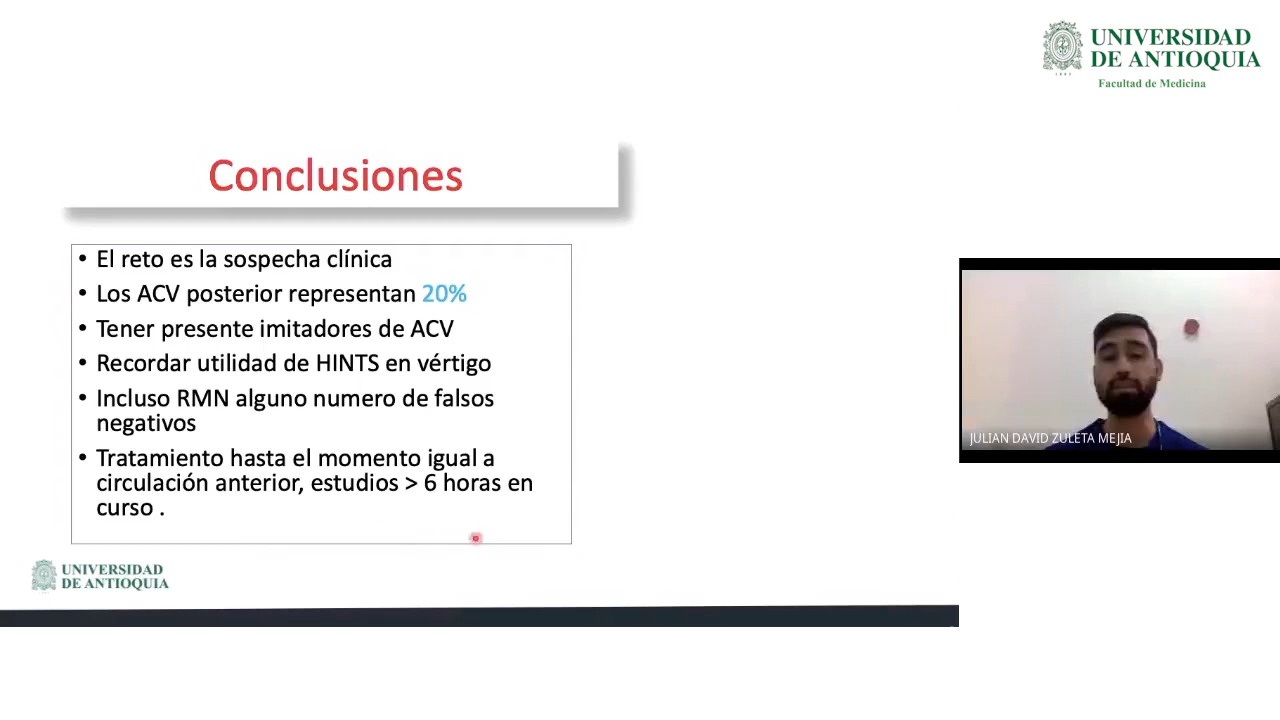 UNIVERSIDAD
DE ANTIOQUIA
Facultad de Medicina
Conclusiones
• El reto es la sospecha clínica
• Los ACV posterior representan 20%
• Tener presente imitadores de ACV
• Recordar utilidad de HINTS en vértigo
• Incluso RMN alguno numero de falsos
negativos
• Tratamiento hasta el momento igual a
circulación anterior, estudios > 6 horas en
curso .
JULIAN DAVID ZULETA MEJIA
UNIVERSIDAD
DE ANTIOQUIA